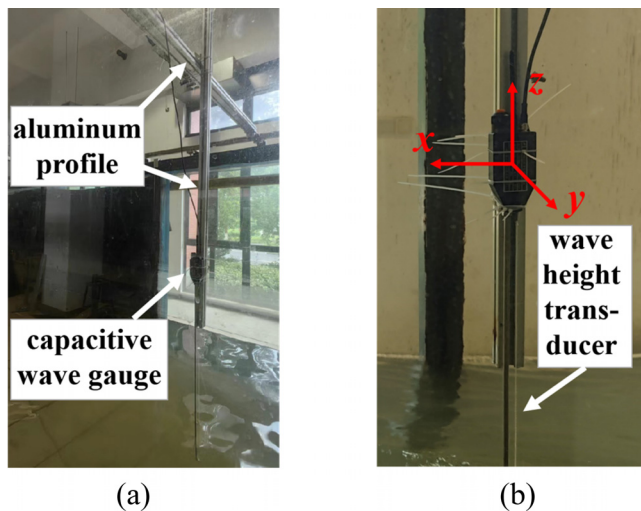 aluminum
profile
capacitive
wave gauge
(a)
z
x
y
wave
height
trans-
ducer
(b)